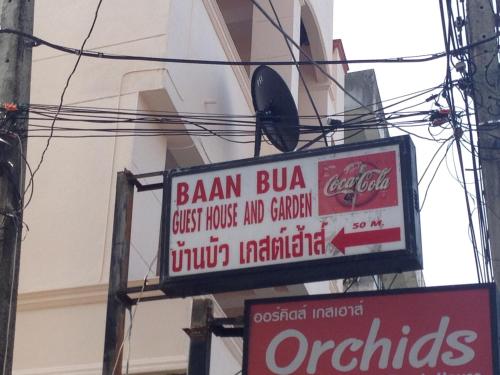 BAAN BUA
GUEST HOUSE AND GARDEN
Coca-Cola
50 M.
บ้านบัว เกสต์เฮ้าส์
ออร์คิดส์ เกสเฮาส์
Orchids